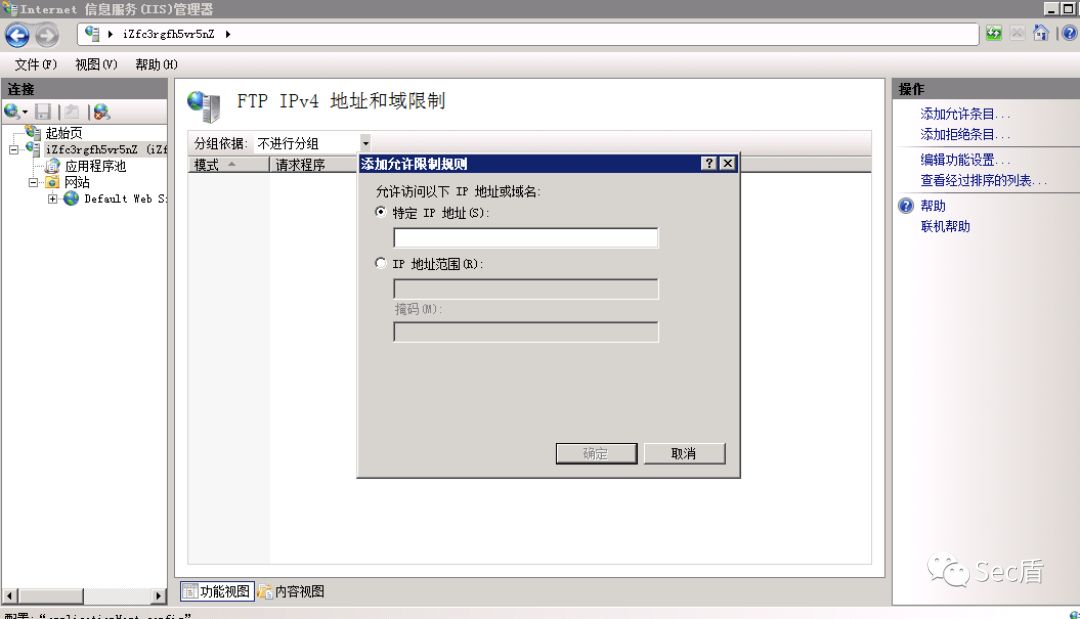 Internet 信息服务(IIS)管理器
iZfc3rgfh5vr5nZ
文件(F) 视图(V) 帮助(H)
连接
起始页
iZfc3rgfh5vr5nZ (iZf
应用程序池
网站
Default Web S
FTP IPv4 地址和域限制
分组依据: 不进行分组
模式 请求程序
添加允许限制规则
允许访问以下 IP 地址或域名:
特定 IP 地址(S):
IP 地址范围(R):
掩码(M):
确定 取消
功能视图 内容视图
操作
添加允许条目...
添加拒绝条目...
编辑功能设置...
查看经过排序的列表...
帮助
联机帮助
Sec盾
配置: “applicationHost.config”